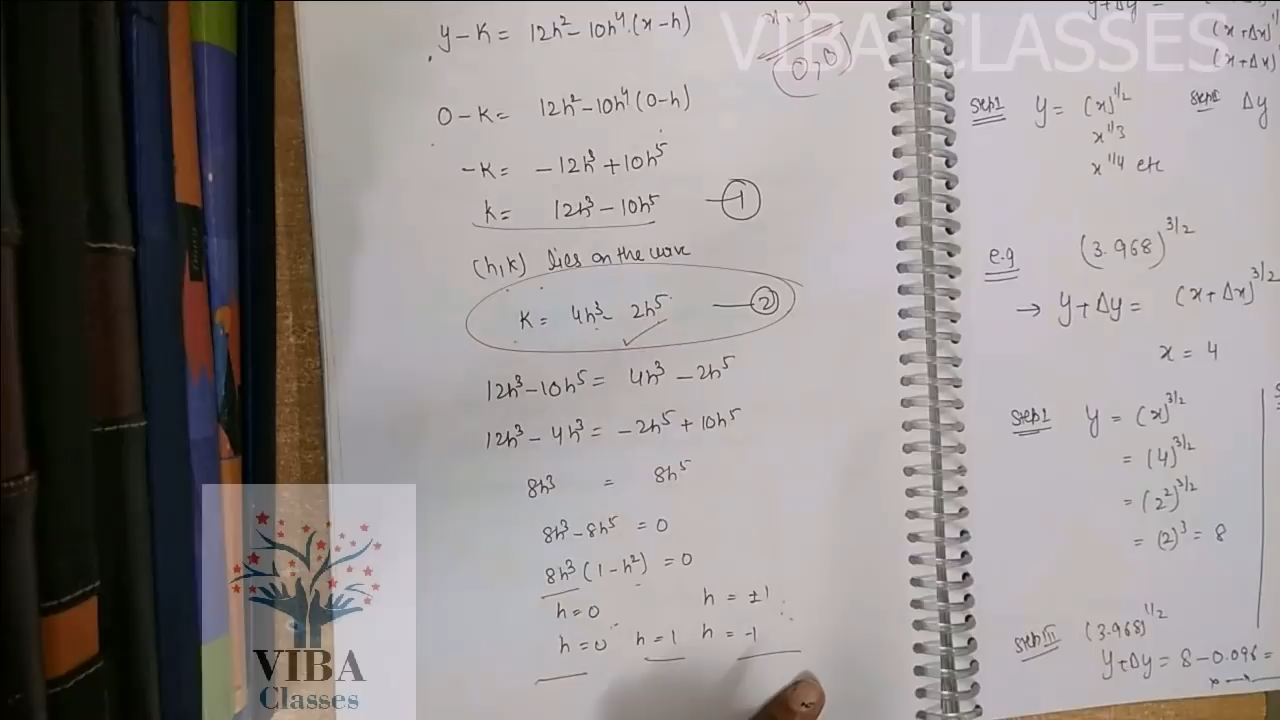 VIBA CLASSES
y - k = 12h² - 10h⁴ . (x - h)
(0,0)
0 - k = 12h² - 10h⁴ (0 - h)
-k = -12h³ + 10h⁵
k = 12h³ - 10h⁵ — ①
(h,k) lies on the curve
k = 4h³ - 2h⁵ — ②
12h³ - 10h⁵ = 4h³ - 2h⁵
12h³ - 4h³ = -2h⁵ + 10h⁵
8h³ = 8h⁵
8h³ - 8h⁵ = 0
8h³ (1 - h²) = 0
h = 0 h = ±1
h = 0 h = 1 h = -1
y + Δy =
(x + Δx)
(x + Δx)
Step I y = (x)^1/2 Step II Δy
x^1/3
x^1/4 etc
e.g (3.968)^3/2
→ y + Δy = (x + Δx)^3/2
x = 4
Step I y = (x)^3/2
= (4)^3/2
= (2²)^3/2
= (2)³ = 8
Step III (3.968)^1/2
y + Δy = 8 - 0.096 =
VIBA
Classes